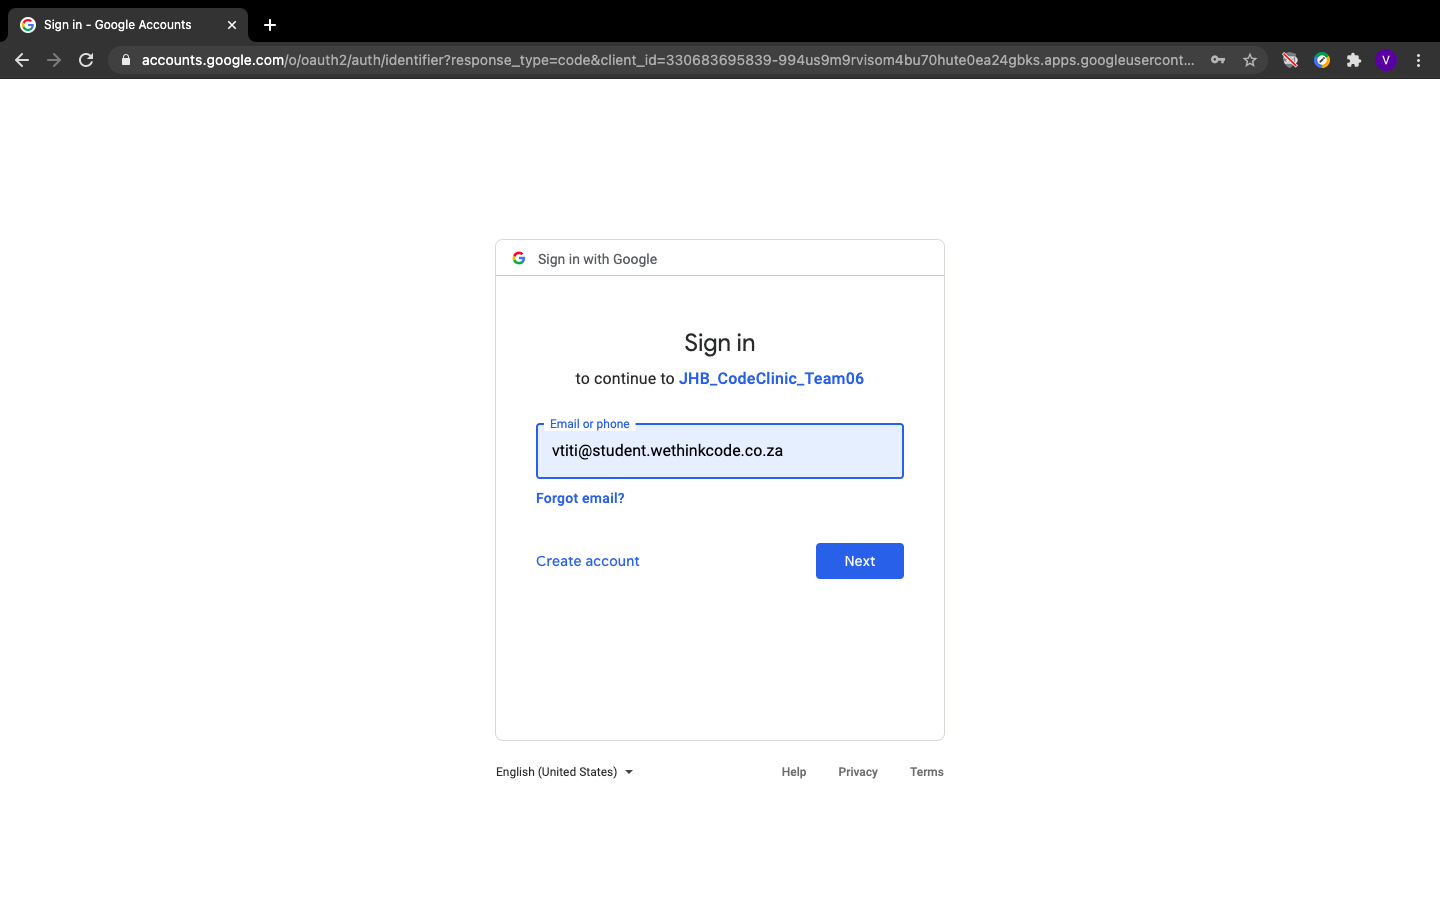 Sign in - Google Accounts
accounts.google.com/o/oauth2/auth/identifier?response_type=code&client_id=330683695839-994us9m9rvisom4bu70hute0ea24gbks.apps.googleusercont...
V
Sign in with Google
Sign in
to continue to JHB_CodeClinic_Team06
Email or phone
vtiti@student.wethinkcode.co.za
Forgot email?
Create account
Next
English (United States)
Help
Privacy
Terms